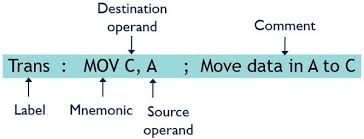 Destination
operand
Comment
Trans : MOV C, A ; Move data in A to C
Label
Mnemonic
Source
operand